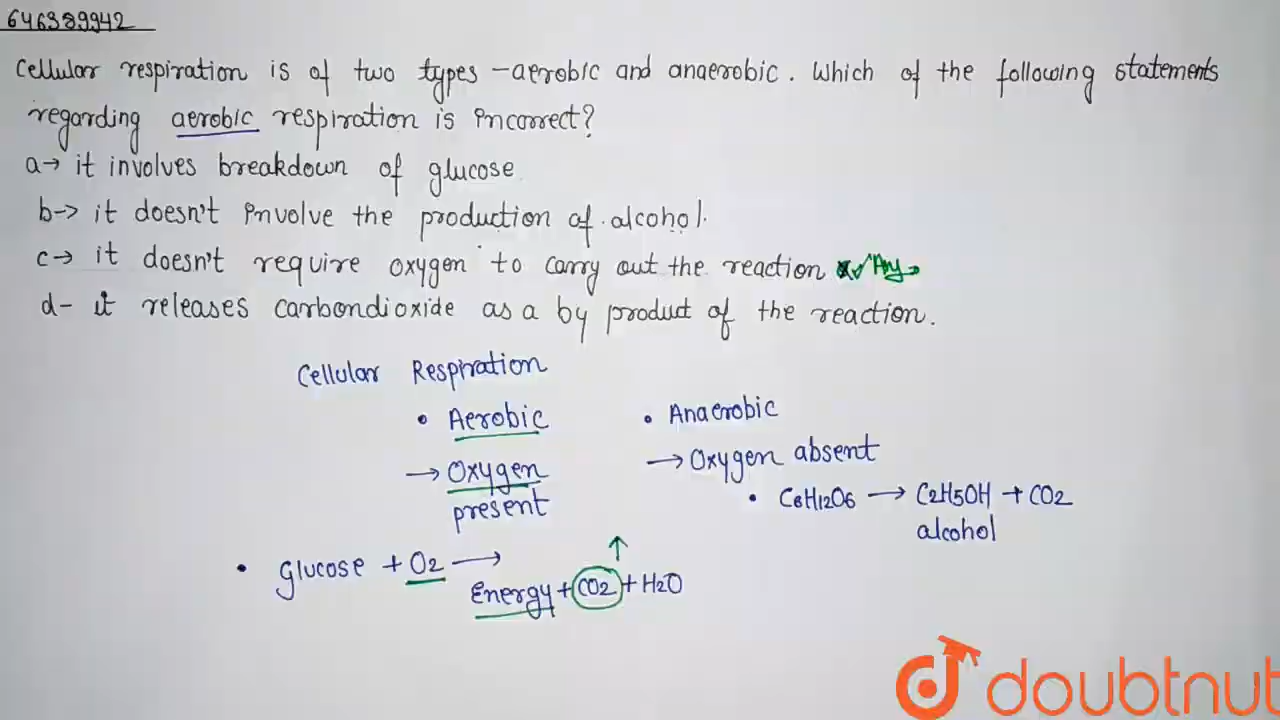 646389942
Cellular respiration is of two types - aerobic and anaerobic. Which of the following statements
regarding aerobic respiration is incorrect?
a→ it involves breakdown of glucose
b→ it doesn't involve the production of alcohol.
c→ it doesn't require oxygen to carry out the reaction
d- it releases carbondioxide as a by product of the reaction.
Cellular Respiration
• Aerobic
→ Oxygen
present
• Glucose + O2 →
Energy + CO2 + H2O
• Anaerobic
→ Oxygen absent
• C6H12O6 → C2H5OH + CO2
alcohol
doubtnut